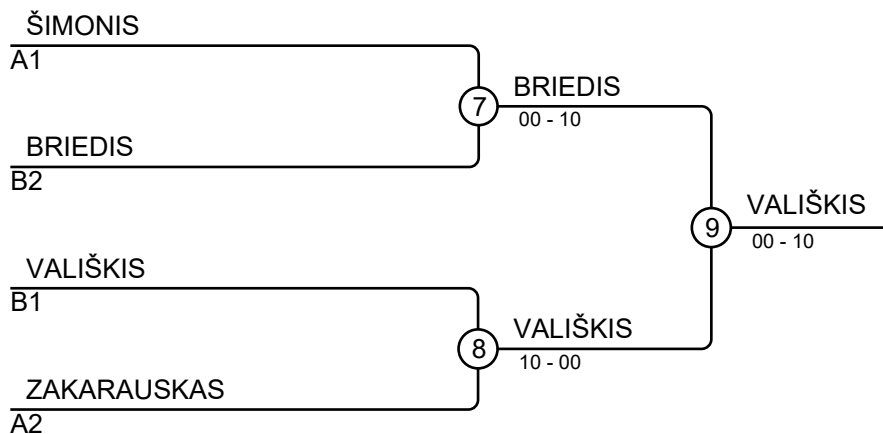 ŠIMONIS
A1
7
BRIEDIS
00 - 10
BRIEDIS
B2
9
VALIŠKIS
00 - 10
VALIŠKIS
B1
8
VALIŠKIS
10 - 00
ZAKARAUSKAS
A2